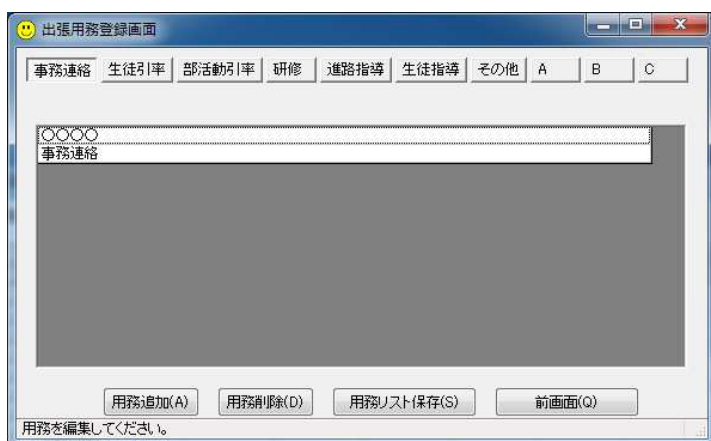 出張用務登録画面
事務連絡 生徒引率 部活動引率 研修 進路指導 生徒指導 その他 A B C
○○○○
事務連絡
用務追加(A) 用務削除(D) 用務リスト保存(S) 前画面(Q)
用務を編集してください。